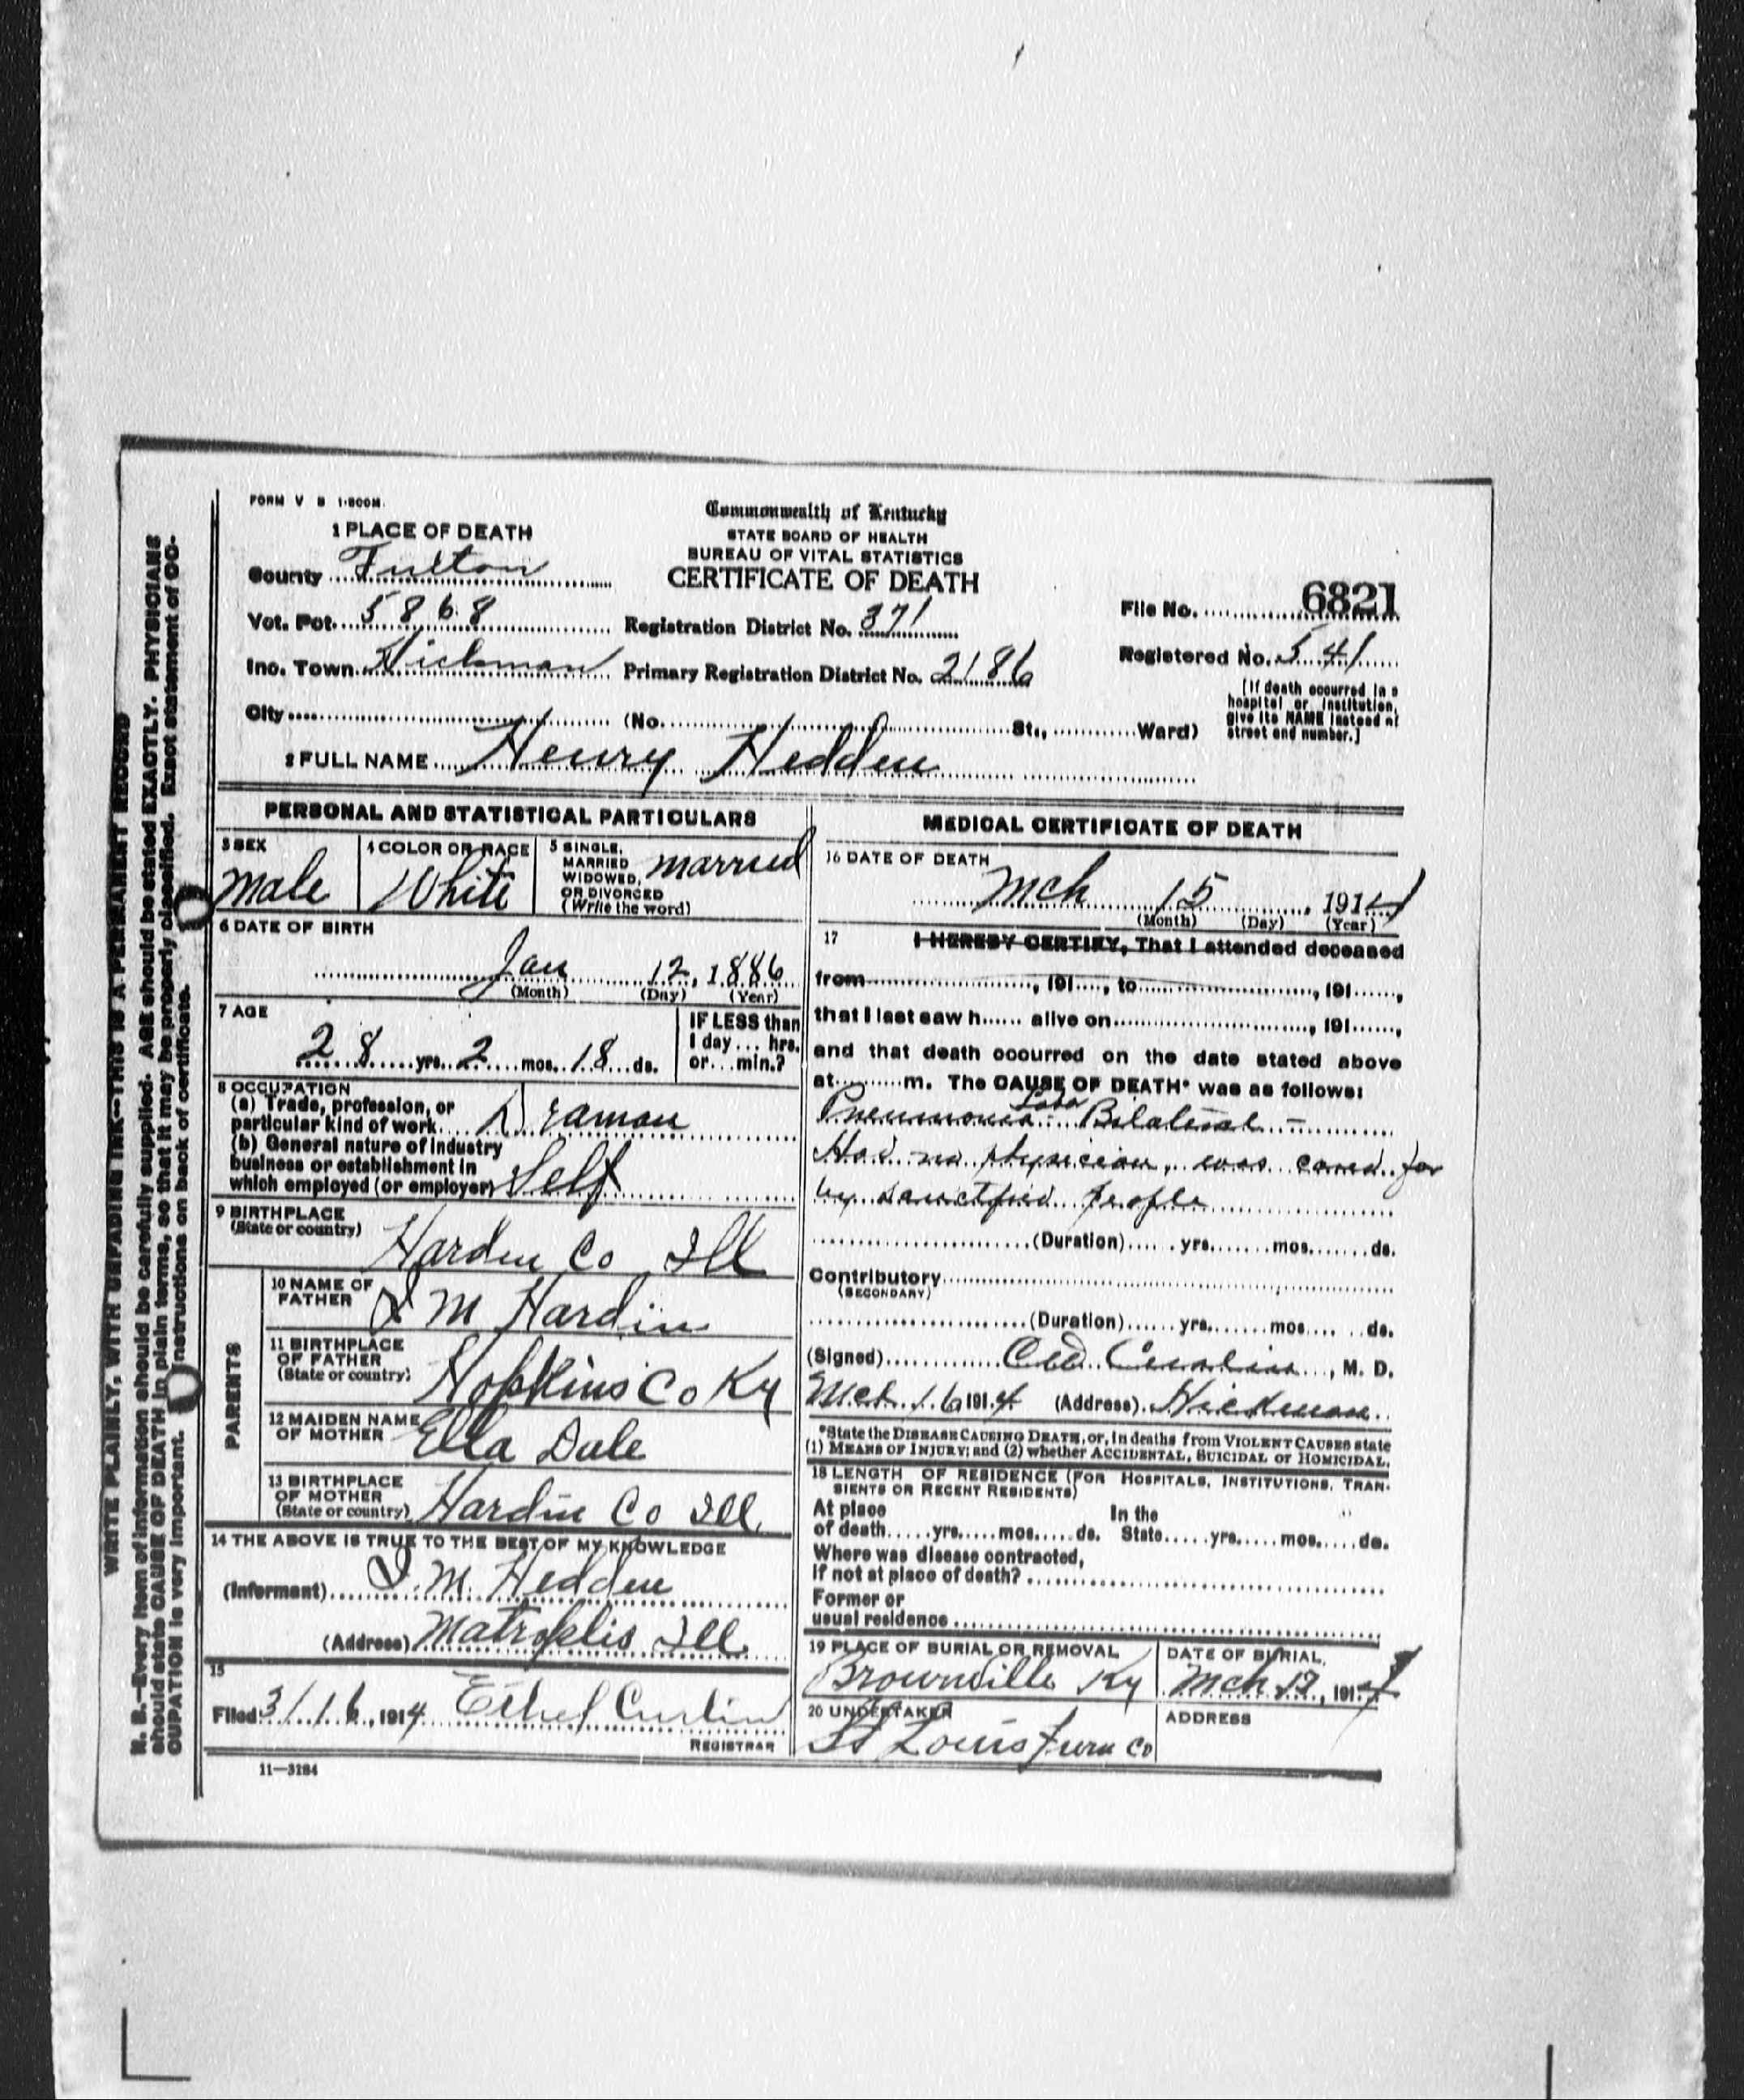 FORM V S 1-500M.
Commonwealth of Kentucky
STATE BOARD OF HEALTH
BUREAU OF VITAL STATISTICS
CERTIFICATE OF DEATH
1 PLACE OF DEATH
County Fulton
Vot. Pct. 5868 Registration District No. 371
File No. 6821
Inc. Town Hickman Primary Registration District No. 2186
Registered No. 541
City (No. St., Ward)
[If death occurred in a
hospital or institution,
give its NAME instead of
street and number.]
2 FULL NAME Henry Hedden
PERSONAL AND STATISTICAL PARTICULARS
3 SEX
male
4 COLOR OR RACE
White
5 SINGLE,
MARRIED
WIDOWED,
OR DIVORCED
(Write the word)
married
6 DATE OF BIRTH
Jan 12, 1886
(Month) (Day) (Year)
7 AGE
28 yrs. 2 mos. 18 ds.
IF LESS than
1 day ... hrs.
or ... min.?
8 OCCUPATION
(a) Trade, profession, or
particular kind of work Draman
(b) General nature of industry
business or establishment in
which employed (or employer) Self
9 BIRTHPLACE
(State or country)
Harden Co Ill
PARENTS
10 NAME OF
FATHER
M Hardin
11 BIRTHPLACE
OF FATHER
(State or country)
Hopkins Co Ky
12 MAIDEN NAME
OF MOTHER
Ella Dale
13 BIRTHPLACE
OF MOTHER
(State or country)
Hardin Co Ill.
14 THE ABOVE IS TRUE TO THE BEST OF MY KNOWLEDGE
(Informant) M. Hedden
(Address) Matroplis Ill.
15
Filed 3/16, 1914 Ethel Curlin
REGISTRAR
11—3184
MEDICAL CERTIFICATE OF DEATH
16 DATE OF DEATH
Mch 15, 1914
(Month) (Day) (Year)
17 I HEREBY CERTIFY, That I attended deceased
from , 191 , to , 191 ,
that I last saw h alive on , 191 ,
and that death occurred on the date stated above
at m. The CAUSE OF DEATH* was as follows:
Pneumonia Lobar Bilateral
Had no physician, was cared for
by sanctfied People
(Duration) yrs. mos. ds.
Contributory
(SECONDARY)
(Duration) yrs. mos. ds.
(Signed) Curlin, M. D.
Mch. 16 1914 (Address) Hickman
*State the DISEASE CAUSING DEATH, or, in deaths from VIOLENT CAUSES state
(1) MEANS OF INJURY; and (2) whether ACCIDENTAL, SUICIDAL or HOMICIDAL.
18 LENGTH OF RESIDENCE (FOR HOSPITALS, INSTITUTIONS, TRAN-
SIENTS OR RECENT RESIDENTS)
At place
of death yrs. mos. ds.
In the
State yrs. mos. ds.
Where was disease contracted,
If not at place of death?
Former or
usual residence
19 PLACE OF BURIAL OR REMOVAL
Brownville Ky
DATE OF BURIAL
Mch , 1914
20 UNDERTAKER
St Louis Furn Co
ADDRESS
WRITE PLAINLY, WITH UNFADING INK—THIS IS A PERMANENT RECORD
N. B.—Every item of information should be carefully supplied. AGE should be stated EXACTLY. PHYSICIANS
should state CAUSE OF DEATH in plain terms, so that it may be properly classified. Exact statement of OC-
CUPATION is very important. instructions on back of certificate.